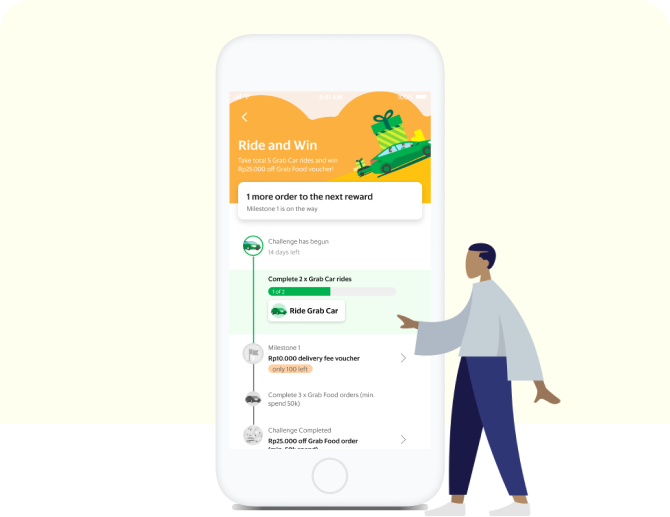 Ride and Win
Take total 5 Grab Car rides and win
Rp25.000 off Grab Food voucher!
1 more order to the next reward
Milestone 1 is on the way
Challenge has begun
14 days left
Complete 2 x Grab Car rides
1 of 2
Ride Grab Car
Milestone 1
Rp10.000 delivery fee voucher
only 100 left
Complete 3 x Grab Food orders (min.
spend 50k)
Challenge Completed
Rp25.000 off Grab Food order